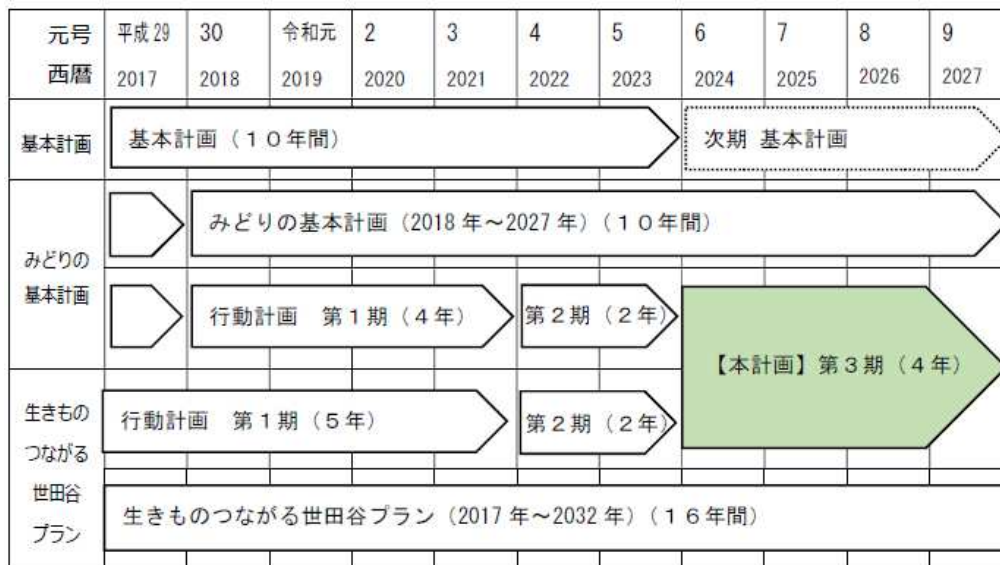 元号 平成29 30 令和元 2 3 4 5 6 7 8 9
西暦 2017 2018 2019 2020 2021 2022 2023 2024 2025 2026 2027
基本計画 基本計画(10年間) 次期 基本計画
みどりの
基本計画
みどりの基本計画(2018年～2027年)(10年間)
行動計画 第1期(4年) 第2期(2年)
【本計画】第3期(4年)
生きもの
つながる
世田谷
プラン
行動計画 第1期(5年) 第2期(2年)
生きものつながる世田谷プラン(2017年～2032年)(16年間)